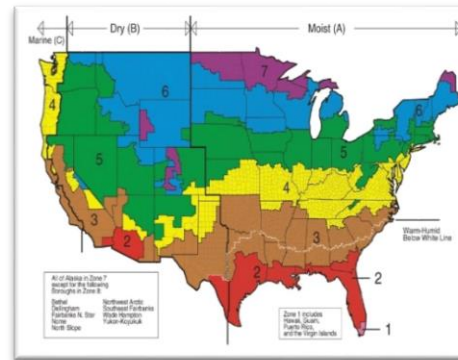 Marine (C)
Dry (B)
Moist (A)
7
6
6
6
4
5
5
4
3
3
2
2
2
1
Warm-Humid
Below White Line
All of Alaska in Zone 7
except for the following
Boroughs in Zone 8:
Bethel
Northwest Arctic
Dellingham
Southeast Fairbanks
Fairbanks N. Star
Wade Hampton
Nome
Yukon-Koyukuk
North Slope
Zone 1 includes
Hawaii, Guam,
Puerto Rico,
and the Virgin Islands